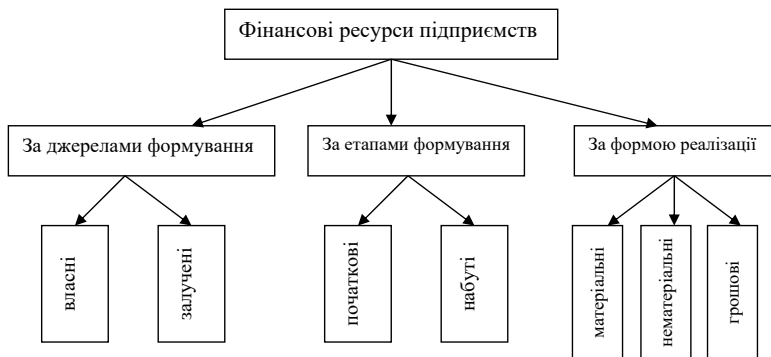 Фінансові ресурси підприємств
За джерелами формування
За етапами формування
За формою реалізації
власні
залучені
початкові
набуті
матеріальні
нематеріальні
грошові